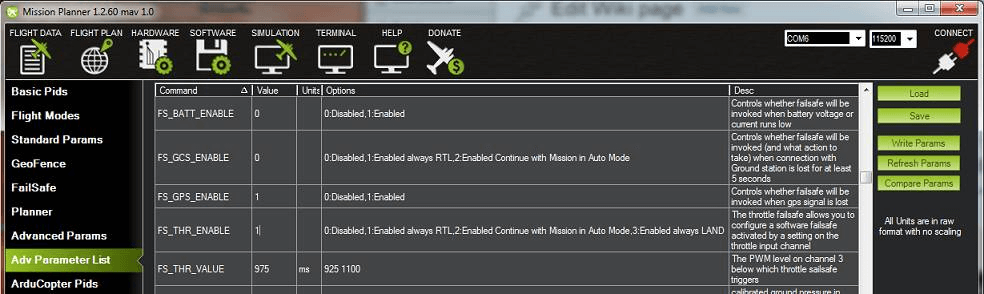 Mission Planner 1.2.60 mav 1.0
Edit Wiki page
FLIGHT DATA FLIGHT PLAN HARDWARE SOFTWARE SIMULATION TERMINAL HELP DONATE
COM6 115200 CONNECT
Basic Pids
Flight Modes
Standard Params
GeoFence
FailSafe
Planner
Advanced Params
Adv Parameter List
ArduCopter Pids
Command Value Units Options Desc
FS_BATT_ENABLE 0 0:Disabled,1:Enabled
Controls whether failsafe will be
invoked when battery voltage or
current runs low
FS_GCS_ENABLE 0 0:Disabled,1:Enabled always RTL,2:Enabled Continue with Mission in Auto Mode
Controls whether failsafe will be
invoked (and what action to
take) when connection with
Ground station is lost for at least
5 seconds
FS_GPS_ENABLE 1 0:Disabled,1:Enabled
Controls whether failsafe will be
invoked when gps signal is lost
FS_THR_ENABLE 1 0:Disabled,1:Enabled always RTL,2:Enabled Continue with Mission in Auto Mode,3:Enabled always LAND
The throttle failsafe allows you to
configure a software failsafe
activated by a setting on the
throttle input channel
FS_THR_VALUE 975 ms 925 1100
The PWM level on channel 3
below which throttle sailsafe
triggers
calibrated ground pressure in
Load
Save
Write Params
Refresh Params
Compare Params
All Units are in raw
format with no scaling